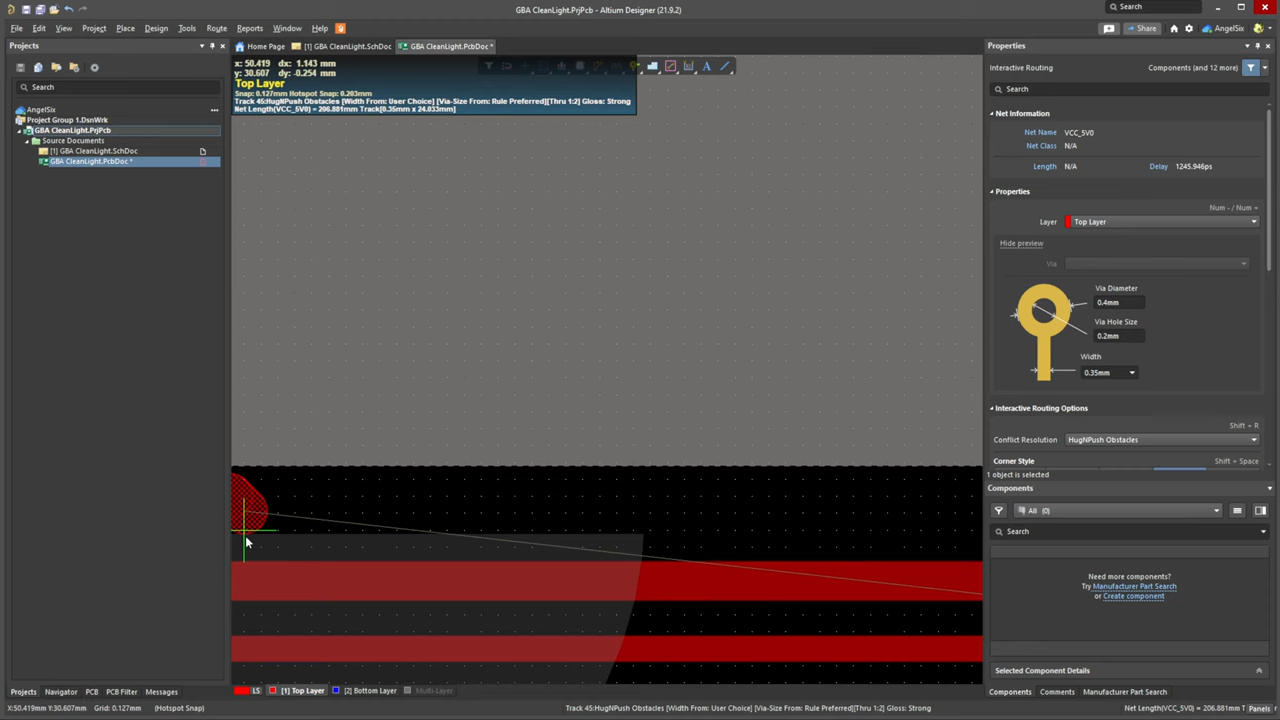 GBA CleanLight.PrjPcb - Altium Designer (21.9.2)
Search
File Edit View Project Place Design Tools Route Reports Window Help
Share AngelSix
Projects
Home Page [1] GBA CleanLight.SchDoc GBA CleanLight.PcbDoc *
Properties
x: 50.419 dx: 1.143 mm
y: 30.607 dy: -0.254 mm
Top Layer
Snap: 0.127mm Hotspot Snap: 0.203mm
Track 45:HugNPush Obstacles [Width From: User Choice] [Via-Size From: Rule Preferred][Thru 1:2] Gloss: Strong
Net Length(VCC_5V0) = 206.881mm Track[0.35mm x 24.033mm]
Interactive Routing Components (and 12 more)
Search
Search
AngelSix
Project Group 1.DsnWrk
GBA CleanLight.PrjPcb
Source Documents
[1] GBA CleanLight.SchDoc
GBA CleanLight.PcbDoc *
Net Information
Net Name VCC_5V0
Net Class N/A
Length N/A Delay 1245.946ps
Properties
Num - / Num +
Layer Top Layer
Hide preview
Via
Via Diameter
0.4mm
Via Hole Size
0.2mm
Width
0.35mm
Interactive Routing Options
Shift + R
Conflict Resolution HugNPush Obstacles
Corner Style Shift + Space
1 object is selected
Components
All (0)
Search
Need more components?
Try Manufacturer Part Search
or Create component
Selected Component Details
Projects Navigator PCB PCB Filter Messages
LS [1] Top Layer [2] Bottom Layer Multi-Layer
Components Comments Manufacturer Part Search
X:50.419mm Y:30.607mm Grid: 0.127mm (Hotspot Snap) Track 45:HugNPush Obstacles [Width From: User Choice] [Via-Size From: Rule Preferred][Thru 1:2] Gloss: Strong Net Length(VCC_5V0) = 206.881mm T Panels